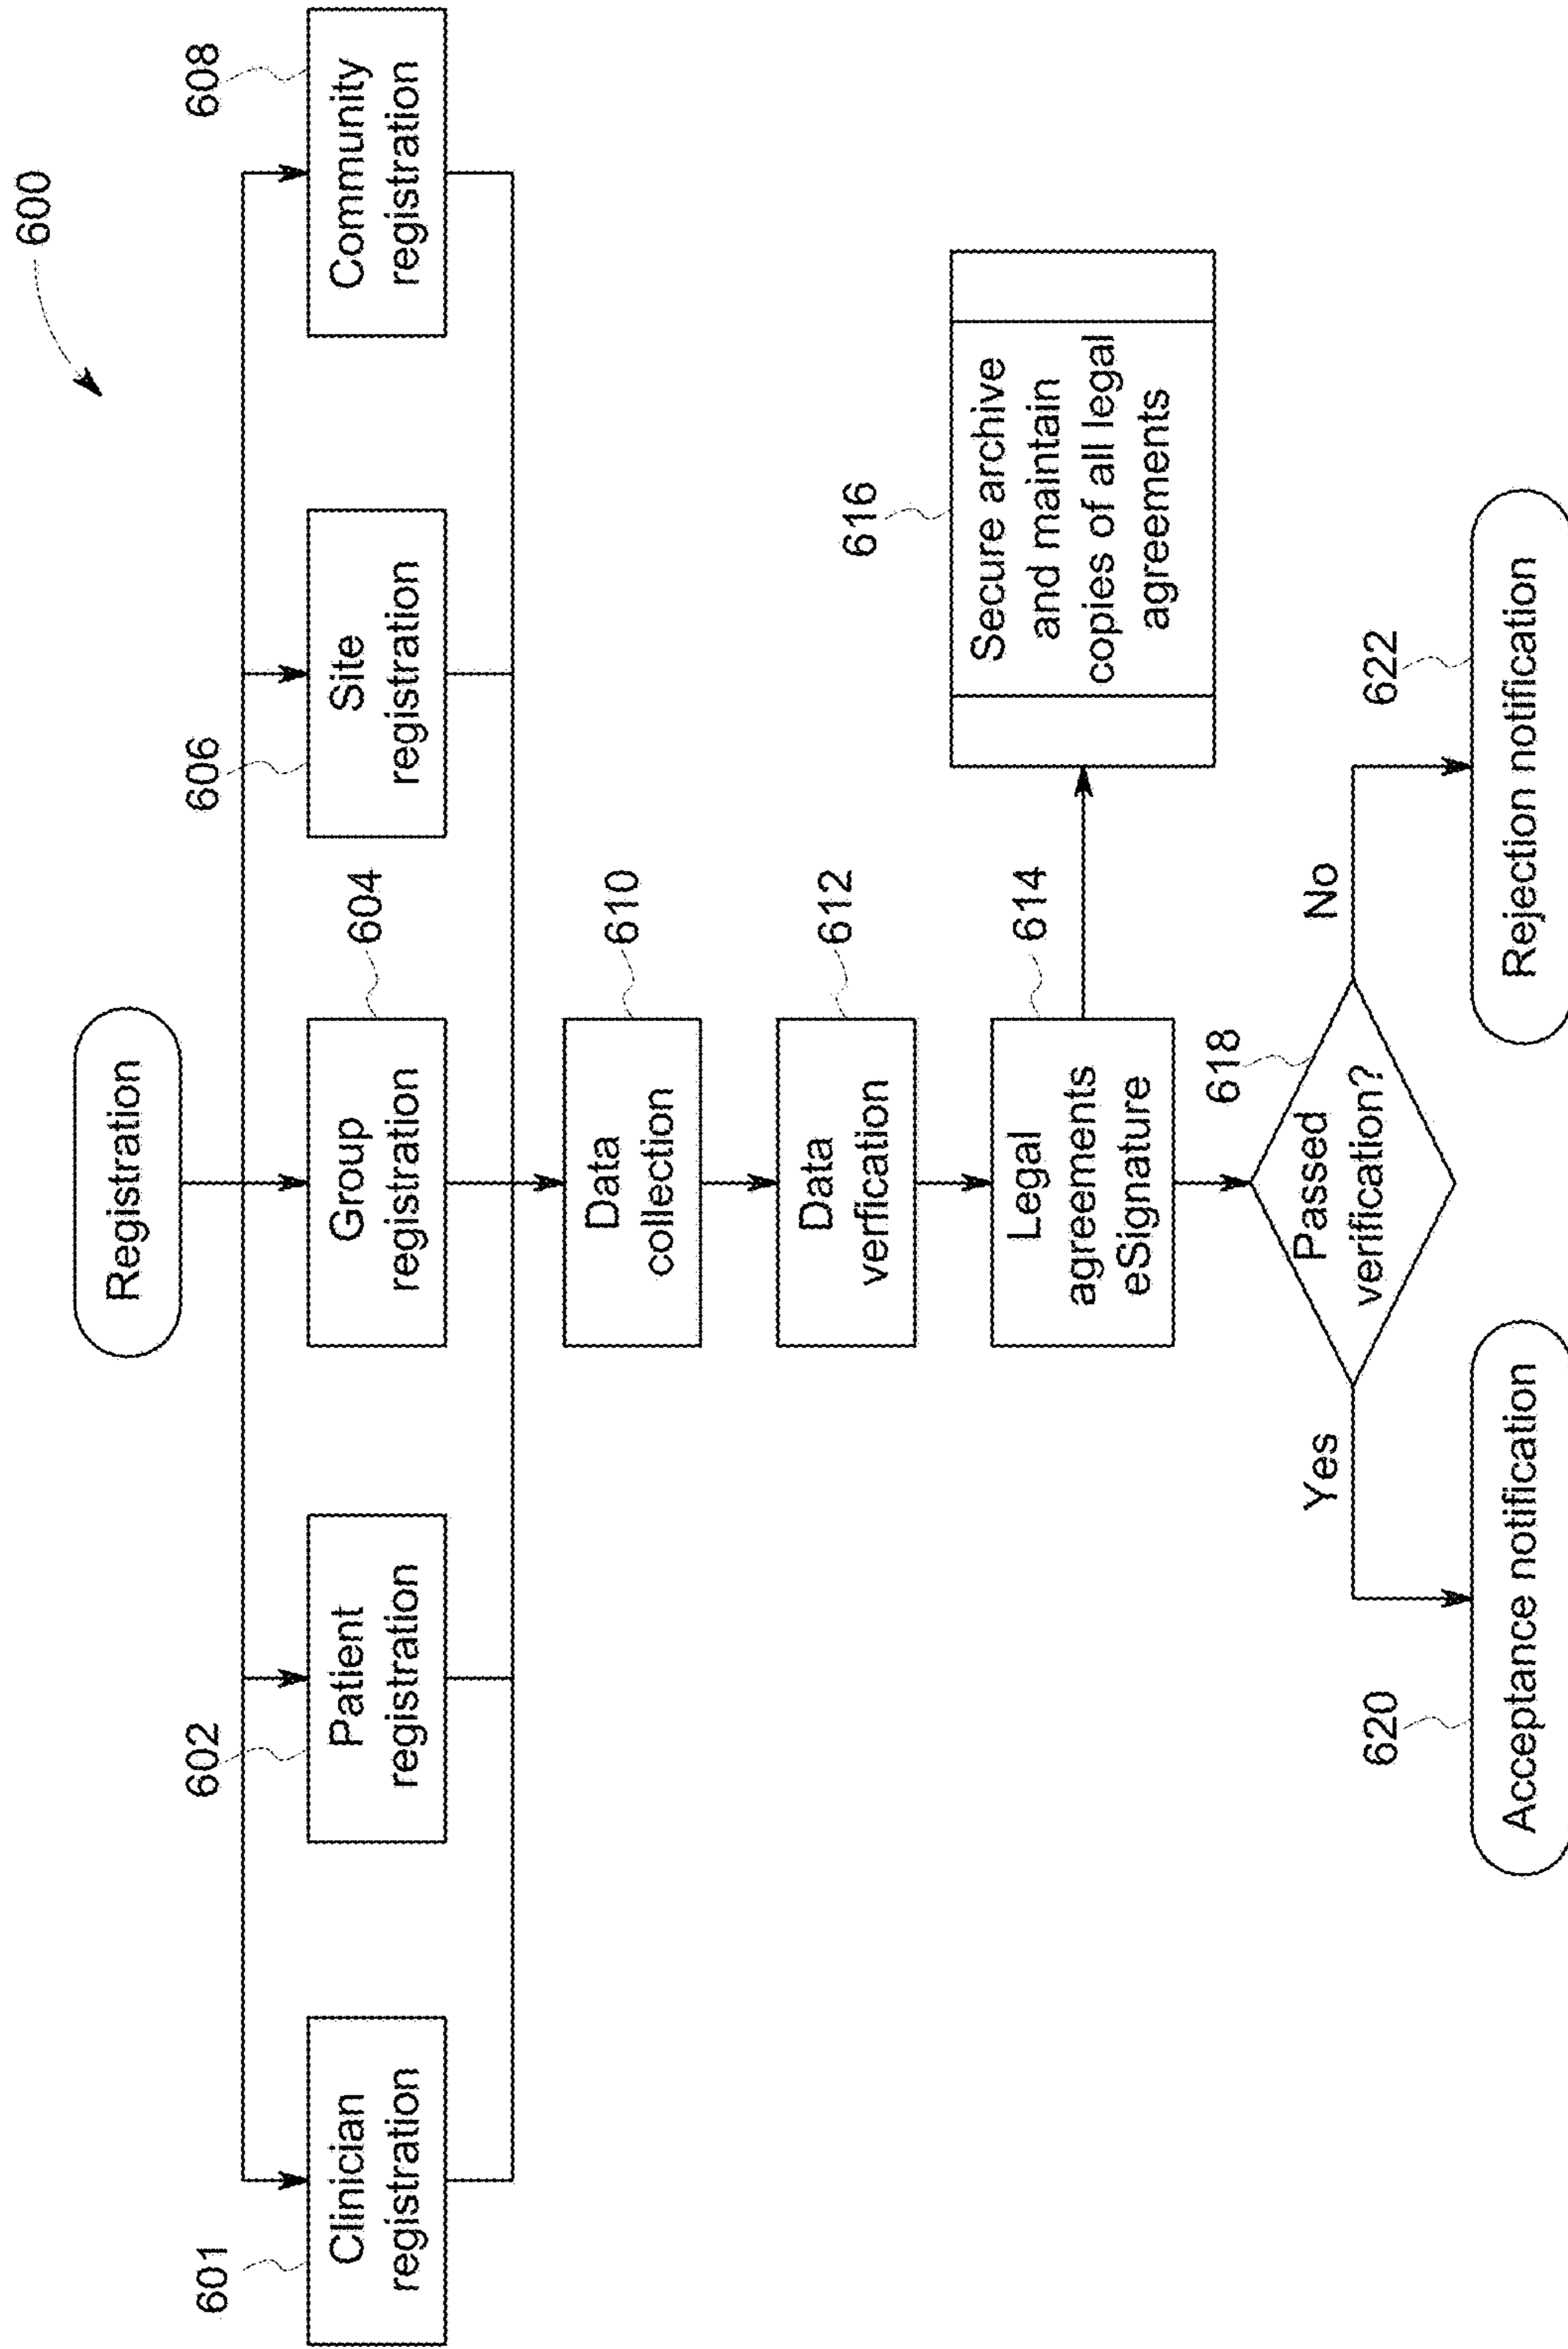 600
Registration
601
Clinician
registration
602
Patient
registration
604
Group
registration
606
Site
registration
608
Community
registration
610
Data
collection
612
Data
verfication
614
Legal
agreements
eSignature
616
Secure archive
and maintain
copies of all legal
agreements
618
Passed
verification?
Yes
No
620
Acceptance notification
622
Rejection notification